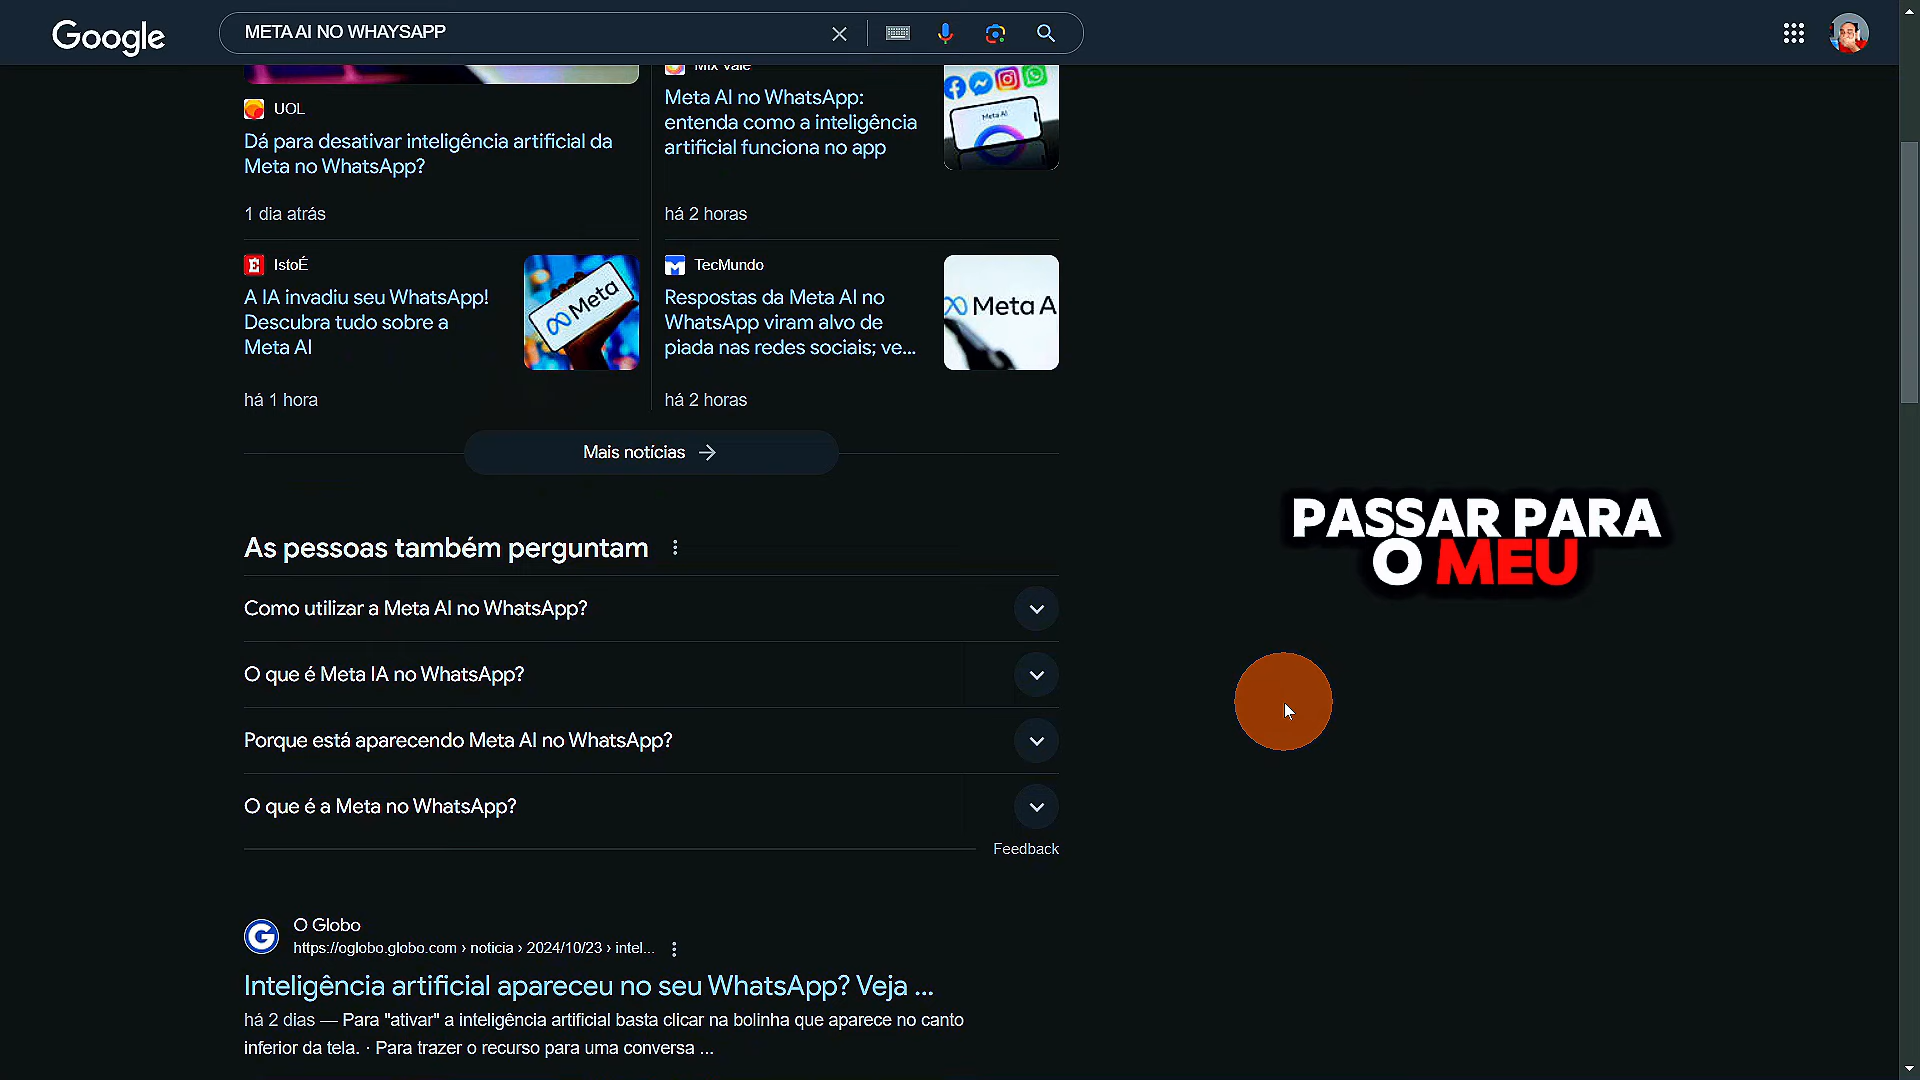 Google
META AI NO WHAYSAPP
UOL
Dá para desativar inteligência artificial da
Meta no WhatsApp?
1 dia atrás
Mix Vale
Meta AI no WhatsApp:
entenda como a inteligência
artificial funciona no app
há 2 horas
Meta AI
IstoÉ
A IA invadiu seu WhatsApp!
Descubra tudo sobre a
Meta AI
há 1 hora
Meta
TecMundo
Respostas da Meta AI no
WhatsApp viram alvo de
piada nas redes sociais; ve...
há 2 horas
Meta A
Mais notícias
As pessoas também perguntam
Como utilizar a Meta AI no WhatsApp?
O que é Meta IA no WhatsApp?
Porque está aparecendo Meta AI no WhatsApp?
O que é a Meta no WhatsApp?
Feedback
PASSAR PARA
O MEU
O Globo
https://oglobo.globo.com › noticia › 2024/10/23 › intel...
Inteligência artificial apareceu no seu WhatsApp? Veja ...
há 2 dias — Para "ativar" a inteligência artificial basta clicar na bolinha que aparece no canto
inferior da tela. · Para trazer o recurso para uma conversa ...